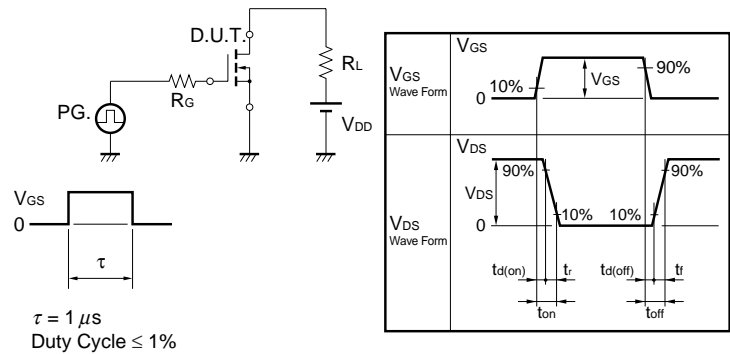 D.U.T.
RL
RG
PG.
VDD
VGS
0
τ
τ = 1 μs
Duty Cycle ≤ 1%
VGS
Wave Form
VGS
10%
90%
VGS
0
VDS
Wave Form
VDS
90%
90%
VDS
10%
10%
0
td(on)
tr
td(off)
tf
ton
toff